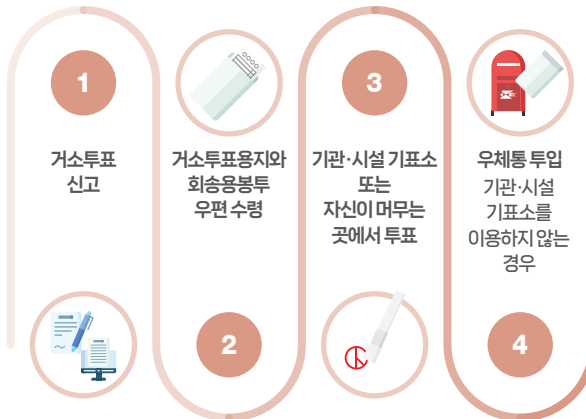 1
거소투표
신고
거소투표용지와
회송용봉투
우편 수령
2
3
기관·시설 기표소
또는
자신이 머무는
곳에서 투표
우체통 투입
기관·시설
기표소를
이용하지 않는
경우
4